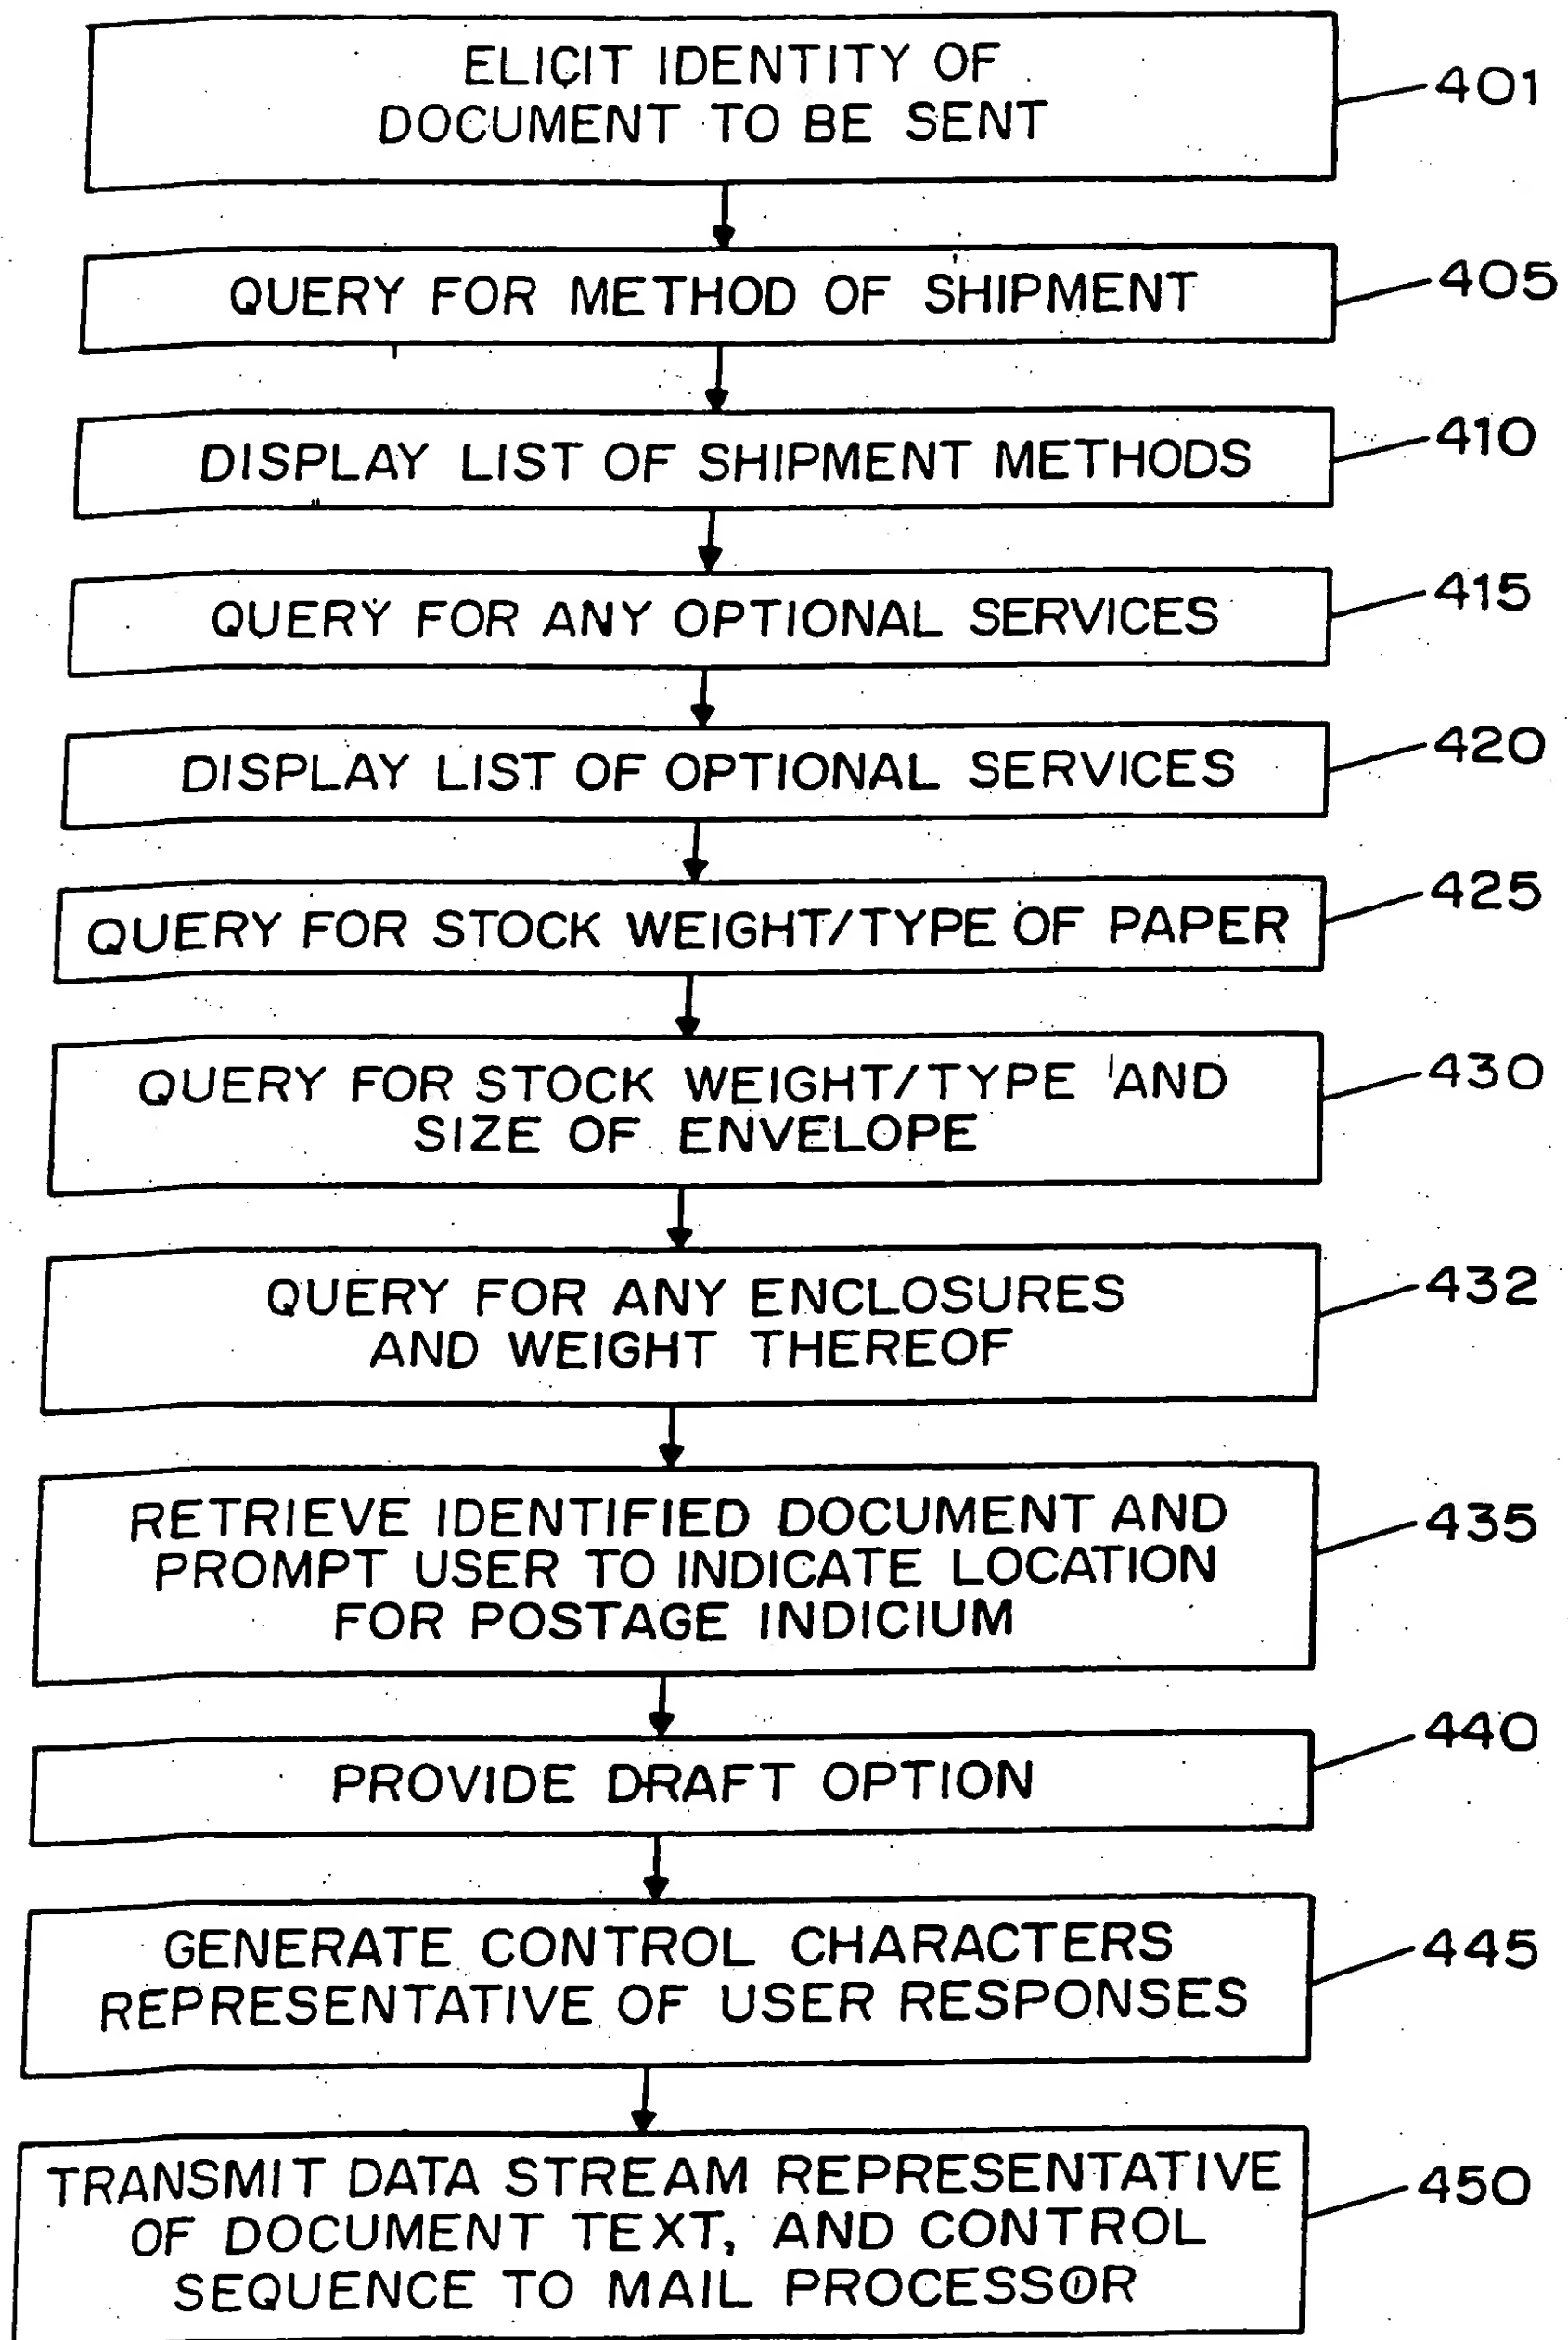 ELICIT IDENTITY OF
DOCUMENT TO BE SENT
401
QUERY FOR METHOD OF SHIPMENT
405
DISPLAY LIST OF SHIPMENT METHODS
410
QUERY FOR ANY OPTIONAL SERVICES
415
DISPLAY LIST OF OPTIONAL SERVICES
420
QUERY FOR STOCK WEIGHT/TYPE OF PAPER
425
QUERY FOR STOCK WEIGHT/TYPE AND
SIZE OF ENVELOPE
430
QUERY FOR ANY ENCLOSURES
AND WEIGHT THEREOF
432
RETRIEVE IDENTIFIED DOCUMENT AND
PROMPT USER TO INDICATE LOCATION
FOR POSTAGE INDICIUM
435
PROVIDE DRAFT OPTION
440
GENERATE CONTROL CHARACTERS
REPRESENTATIVE OF USER RESPONSES
445
TRANSMIT DATA STREAM REPRESENTATIVE
OF DOCUMENT TEXT, AND CONTROL
SEQUENCE TO MAIL PROCESSOR
450